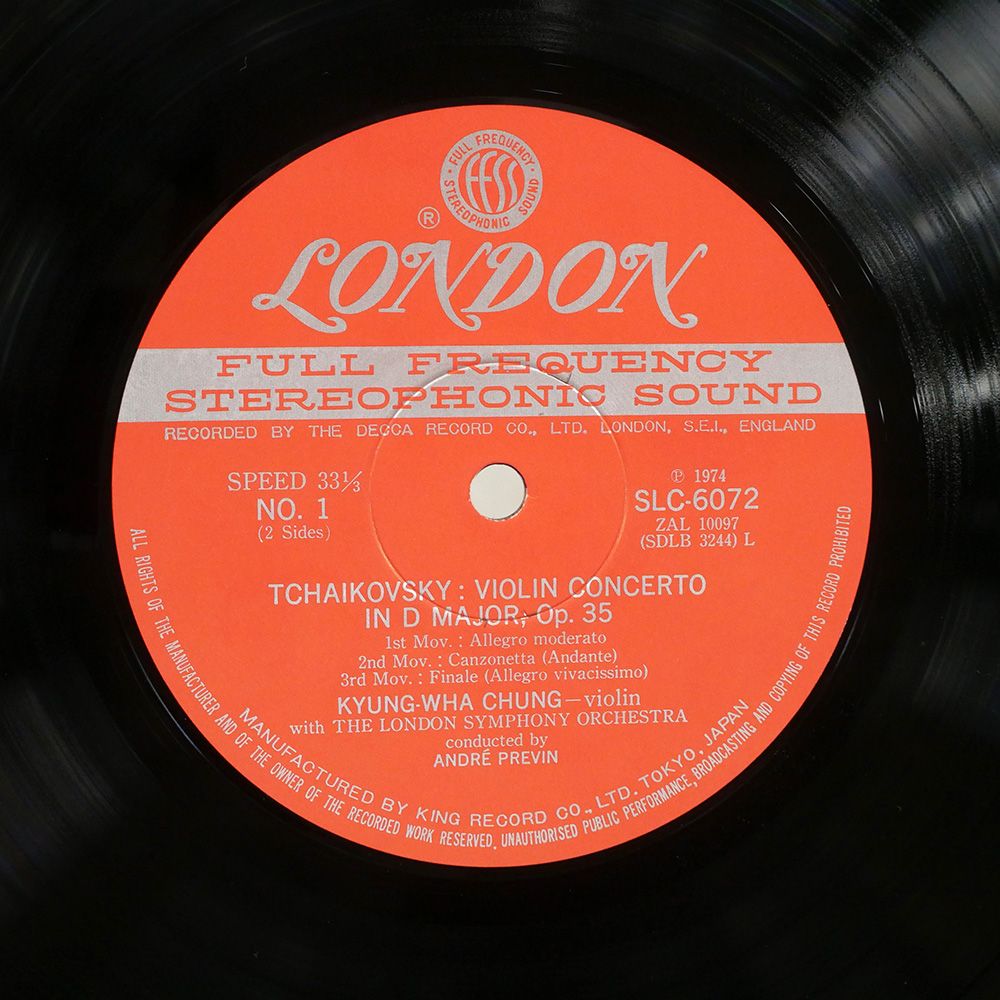 FULL FREQUENCY
FFSS
STEREOPHONIC SOUND
®
LONDON
FULL FREQUENCY
STEREOPHONIC SOUND
RECORDED BY THE DECCA RECORD CO., LTD. LONDON, S.E.I., ENGLAND
SPEED 33⅓
NO. 1
(2 Sides)
℗ 1974
SLC-6072
ZAL 10097
(SDLB 3244) L
TCHAIKOVSKY : VIOLIN CONCERTO
IN D MAJOR, Op. 35
1st Mov. : Allegro moderato
2nd Mov. : Canzonetta (Andante)
3rd Mov. : Finale (Allegro vivacissimo)
KYUNG-WHA CHUNG — violin
with THE LONDON SYMPHONY ORCHESTRA
conducted by
ANDRÉ PREVIN
MANUFACTURED BY KING RECORD CO., LTD. TOKYO, JAPAN
ALL RIGHTS OF THE MANUFACTURER AND OF THE OWNER OF THE RECORDED WORK RESERVED. UNAUTHORISED PUBLIC PERFORMANCE, BROADCASTING AND COPYING OF THIS RECORD PROHIBITED